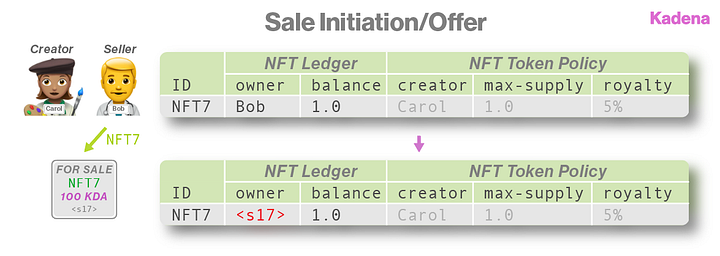 Sale Initiation/Offer
Kadena
Creator Seller
Carol Bob
NFT7
FOR SALE
NFT7
100 KDA
<s17>
NFT Ledger NFT Token Policy
ID owner balance creator max-supply royalty
NFT7 Bob 1.0 Carol 1.0 5%
NFT Ledger NFT Token Policy
ID owner balance creator max-supply royalty
NFT7 <s17> 1.0 Carol 1.0 5%